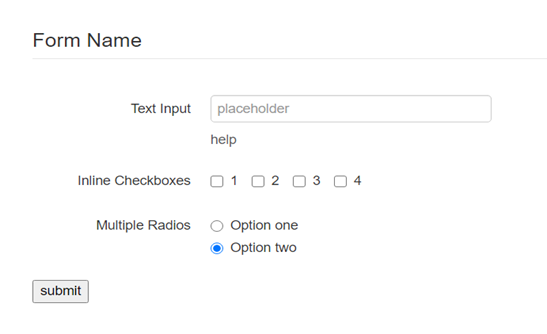 Form Name
Text Input placeholder
help
Inline Checkboxes 1 2 3 4
Multiple Radios Option one
Option two
submit